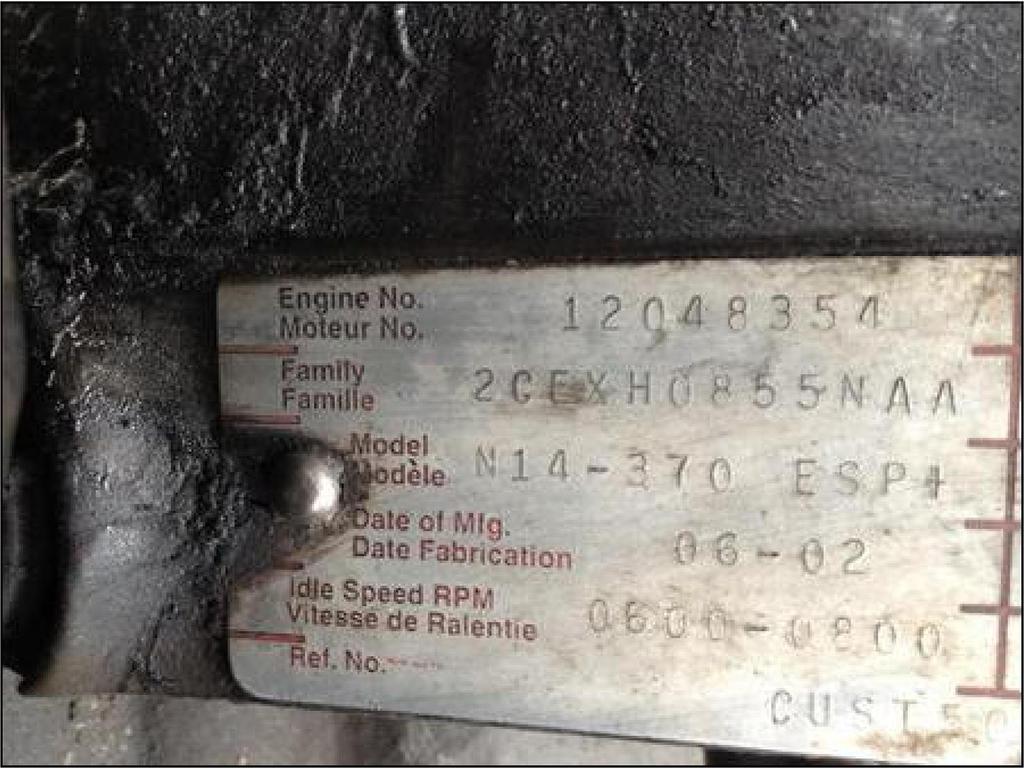 Engine No.
Moteur No. 12048354
Family
Famille 2CEXH0855NAA
Model
Modèle N14-370 ESP+
Date of Mfg.
Date Fabrication 06-02
Idle Speed RPM
Vitesse de Ralentie 0600-0800
Ref. No.
CUST